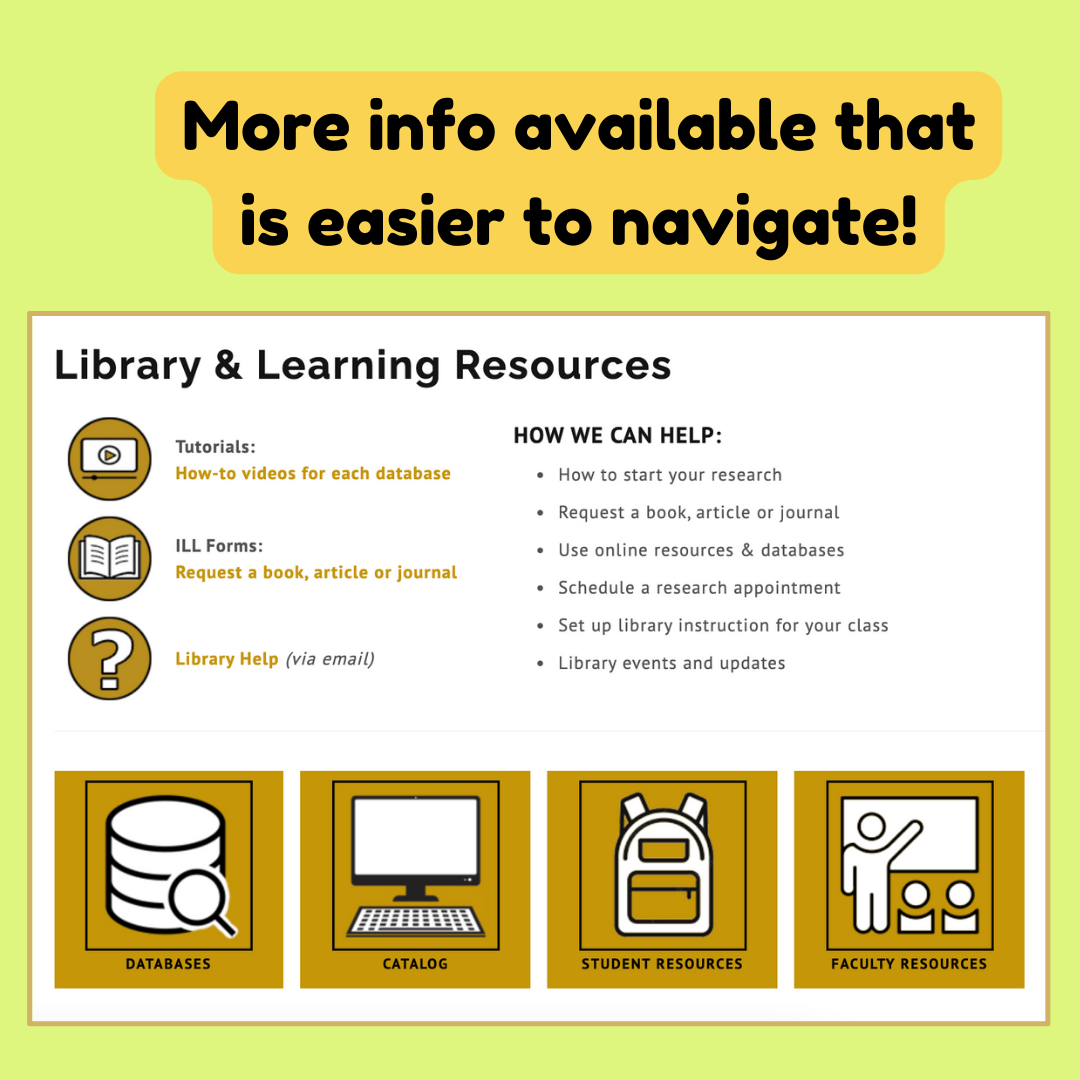 More info available that
is easier to navigate!
Library & Learning Resources
Tutorials:
How-to videos for each database
ILL Forms:
Request a book, article or journal
Library Help (via email)
HOW WE CAN HELP:
• How to start your research
• Request a book, article or journal
• Use online resources & databases
• Schedule a research appointment
• Set up library instruction for your class
• Library events and updates
DATABASES
CATALOG
STUDENT RESOURCES
FACULTY RESOURCES